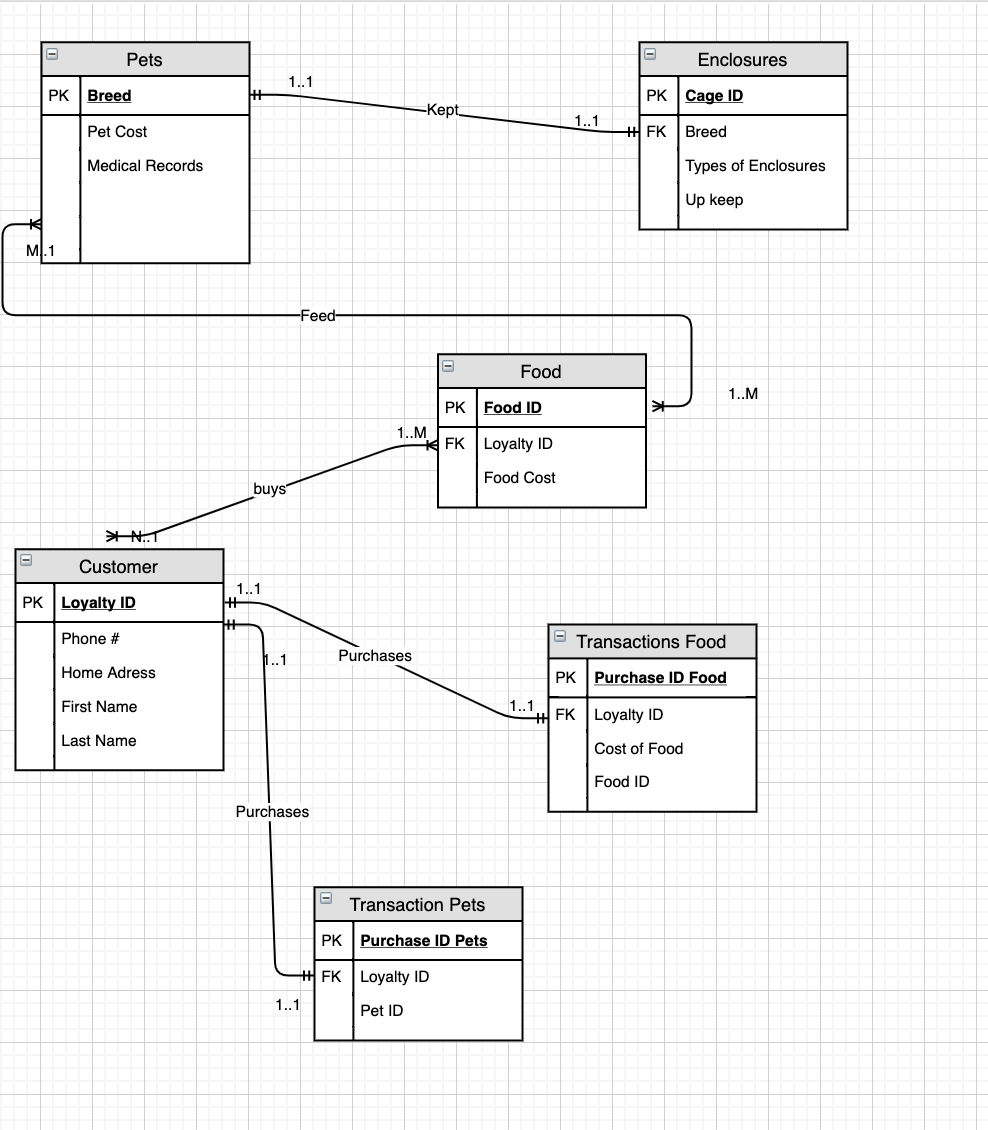 Pets
PK Breed
Pet Cost
Medical Records
1..1
Kept
1..1
Enclosures
PK Cage ID
FK Breed
Types of Enclosures
Up keep
M..1
Feed
1..M
Food
PK Food ID
FK Loyalty ID
Food Cost
1..M
buys
N..1
Customer
PK Loyalty ID
Phone #
Home Adress
First Name
Last Name
1..1
Purchases
1..1
Transactions Food
PK Purchase ID Food
FK Loyalty ID
Cost of Food
Food ID
1..1
Purchases
1..1
Transaction Pets
PK Purchase ID Pets
FK Loyalty ID
Pet ID